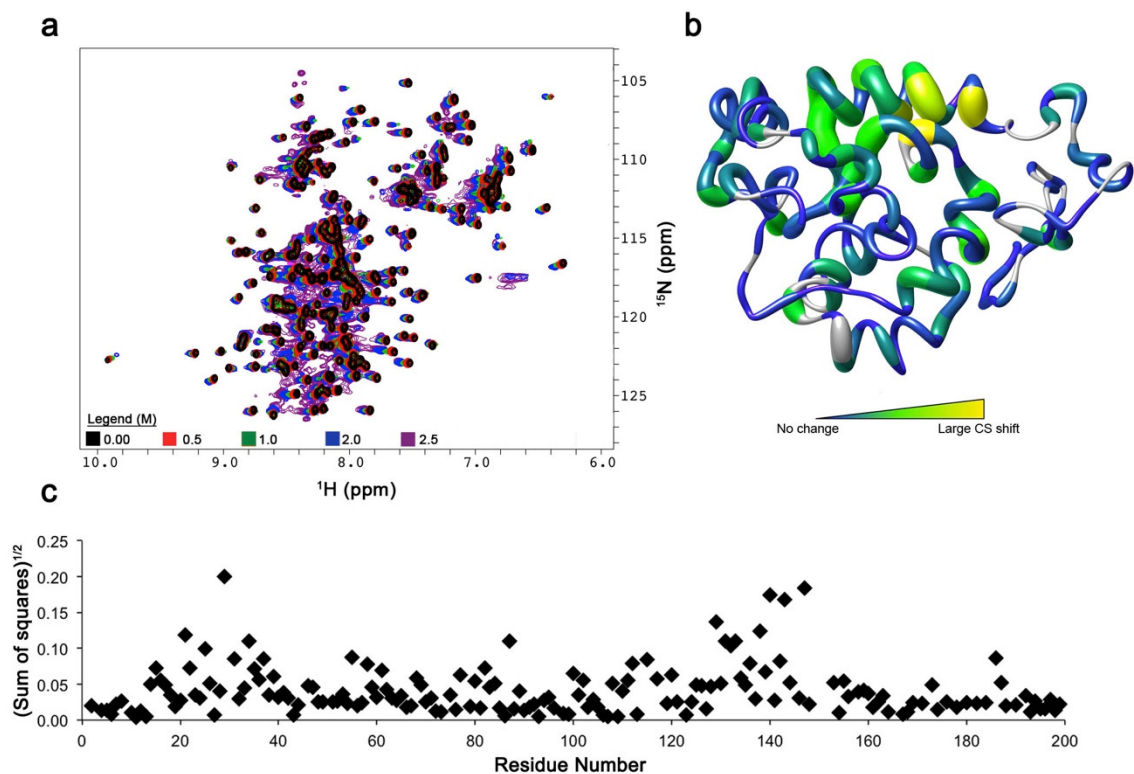 a
105
110
115
120
125
¹⁵N (ppm)
Legend (M)
0.00 0.5 1.0 2.0 2.5
10.0 9.0 8.0 7.0 6.0
¹H (ppm)
b
No change Large CS shift
c
(Sum of squares)^1/2
0.25
0.20
0.15
0.10
0.05
0.00
0 20 40 60 80 100 120 140 160 180 200
Residue Number